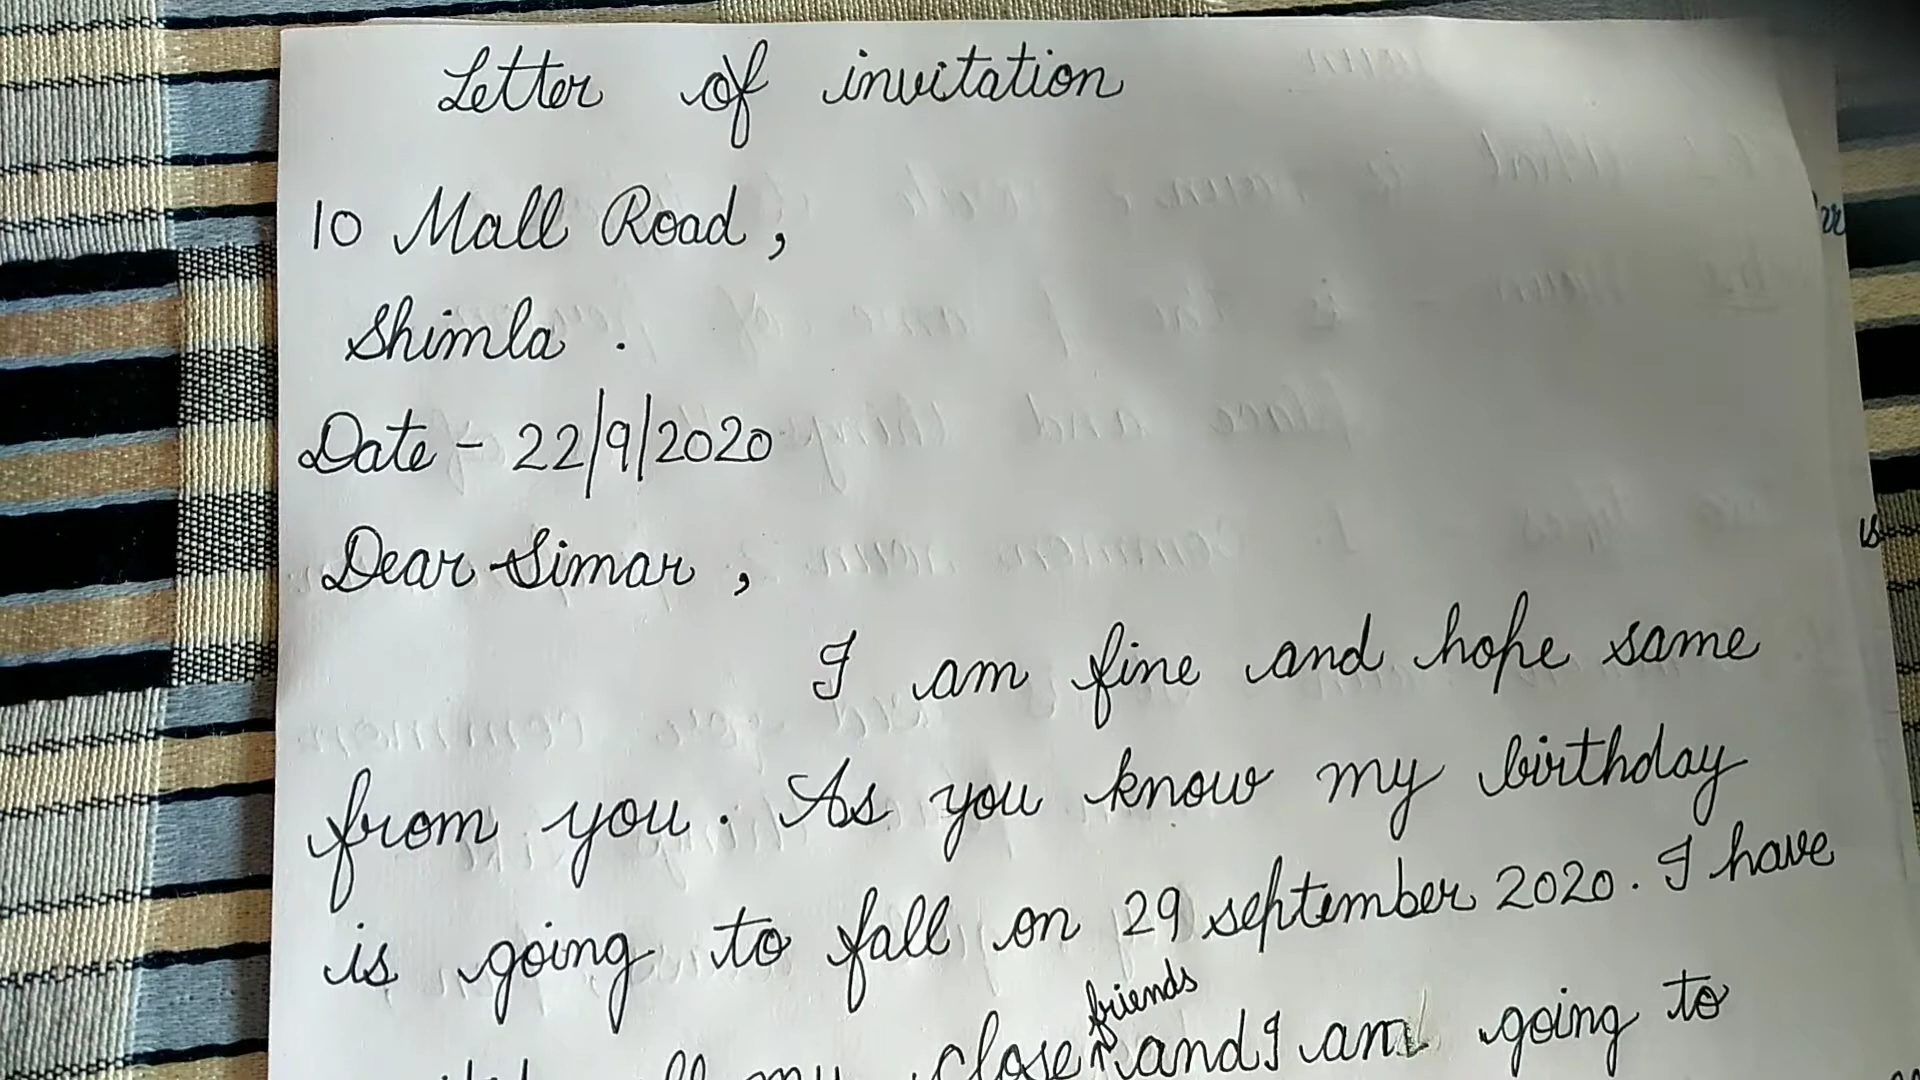 Letter of invitation
10 Mall Road,
Shimla .
Date - 22/9/2020
Dear Simar ,
I am fine and hope same
from you . As you know my birthday
is going to fall on 29 september 2020. I have
all my close friends and I am going to